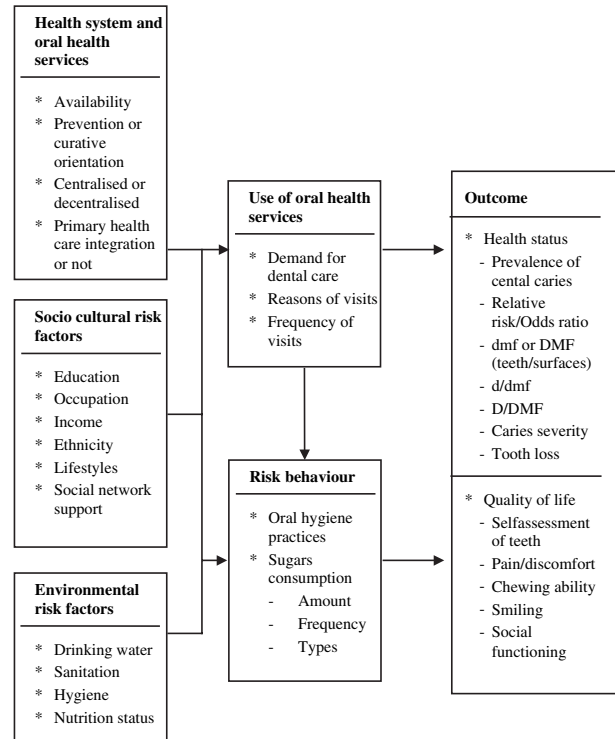 Health system and
oral health
services
* Availability
* Prevention or
curative
orientation
* Centralised or
decentralised
* Primary health
care integration
or not
Socio cultural risk
factors
* Education
* Occupation
* Income
* Ethnicity
* Lifestyles
* Social network
support
Environmental
risk factors
* Drinking water
* Sanitation
* Hygiene
* Nutrition status
Use of oral health
services
* Demand for
dental care
* Reasons of visits
* Frequency of
visits
Risk behaviour
* Oral hygiene
practices
* Sugars
consumption
- Amount
- Frequency
- Types
Outcome
* Health status
- Prevalence of
cental caries
- Relative
risk/Odds ratio
- dmf or DMF
(teeth/surfaces)
- d/dmf
- D/DMF
- Caries severity
- Tooth loss
* Quality of life
- Selfassessment
of teeth
- Pain/discomfort
- Chewing ability
- Smiling
- Social
functioning